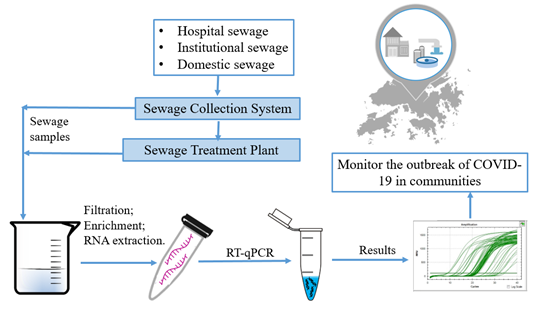 • Hospital sewage
• Institutional sewage
• Domestic sewage
Sewage Collection System
Sewage
samples
Sewage Treatment Plant
Monitor the outbreak of COVID-
19 in communities
Filtration;
Enrichment;
RNA extraction.
RT-qPCR
Results
Amplification